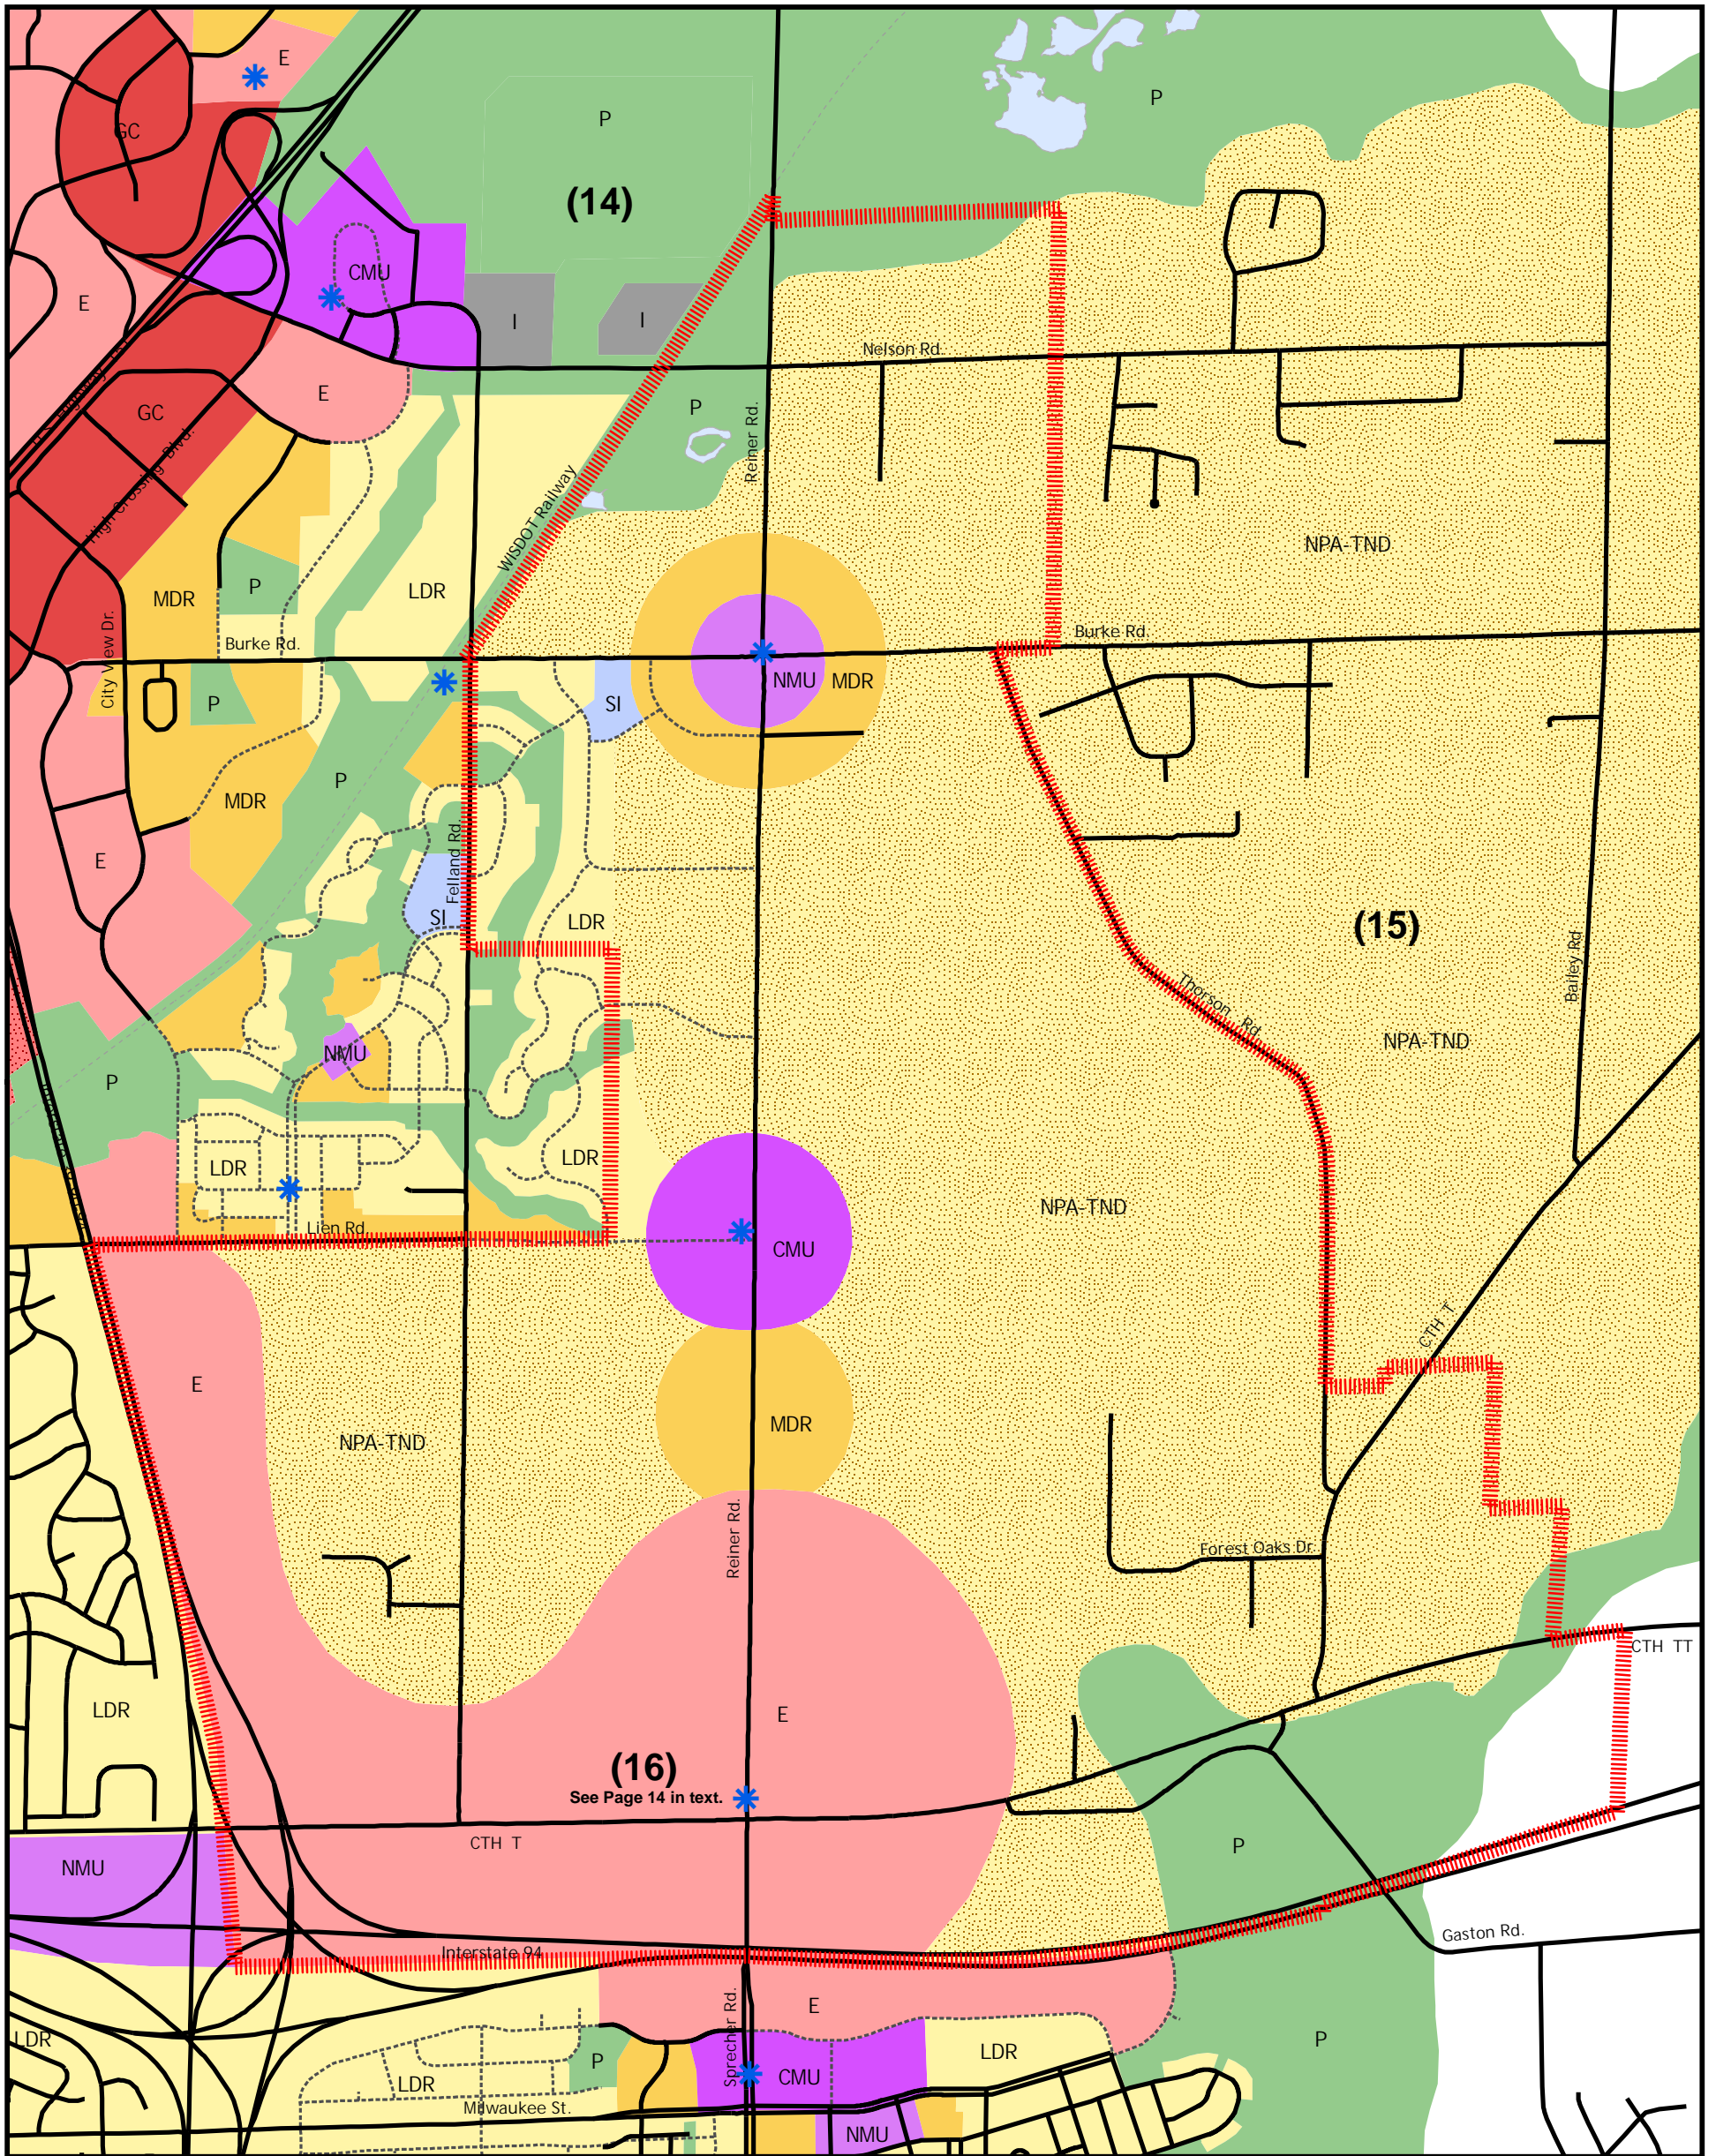 E
P
P
GC
(14)
CMU
E
I
I
Nelson Rd.
E
P
GC
Reiner Rd.
High Crossing Blvd.
WISDOT Railway
NPA-TND
P
LDR
MDR
City View Dr.
Burke Rd.
Burke Rd.
P
SI
NMU
MDR
P
MDR
E
Felland Rd.
SI
LDR
(15)
Bailey Rd
Thorson Rd
NPA-TND
NMU
P
LDR
LDR
NPA-TND
Lien Rd.
CMU
CTH T
E
MDR
NPA-TND
Reiner Rd.
Forest Oaks Dr.
CTH TT
LDR
E
(16)
See Page 14 in text.
CTH T
P
NMU
Gaston Rd.
Interstate 94
E
Sprecher Rd.
LDR
P
LDR
P
CMU
LDR
Milwaukee St.
NMU